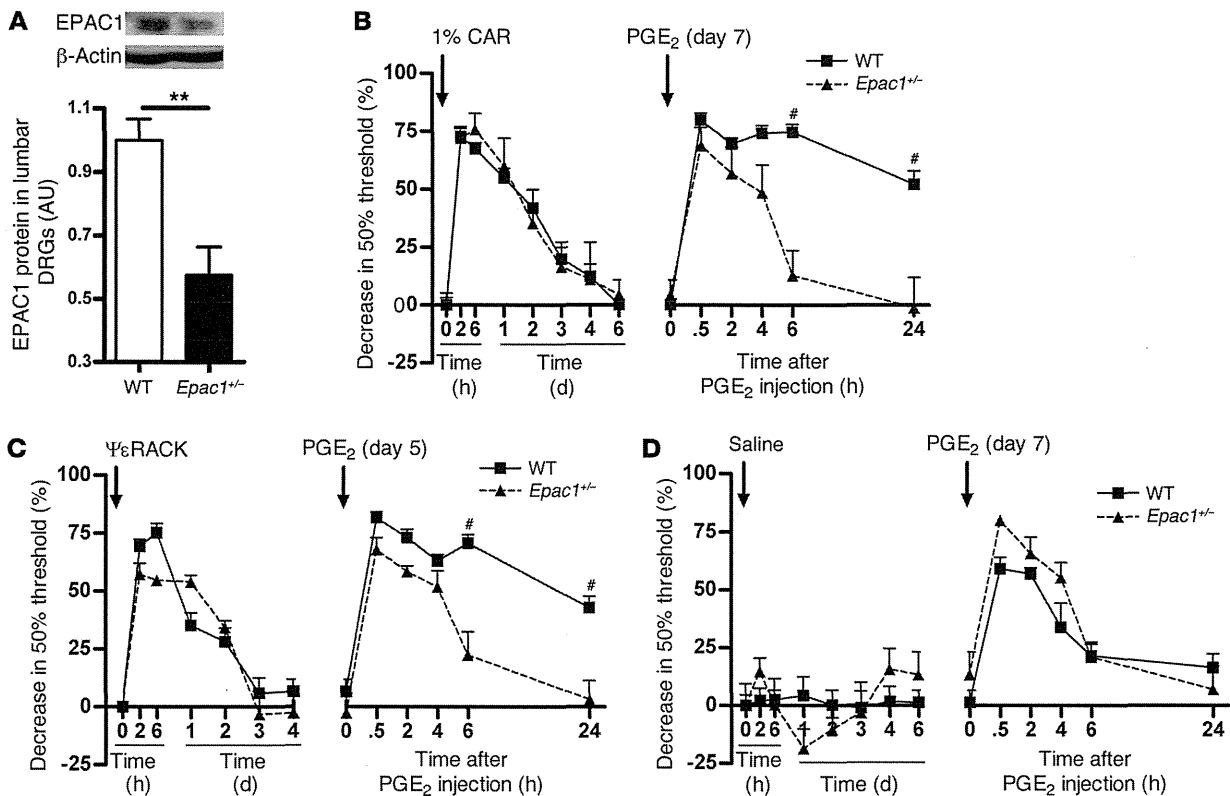 A
EPAC1
β-Actin
**
EPAC1 protein in lumbar
DRGs (AU)
1.1
0.9
0.7
0.5
0.3
WT
Epac1+/–
B
1% CAR
PGE2 (day 7)
WT
Epac1+/–
Decrease in 50% threshold (%)
100
75
50
25
0
-25
0 2 6 1 2 3 4 6
Time
(h)
Time
(d)
#
#
0 .5 2 4 6 24
Time after
PGE2 injection (h)
C
ΨεRACK
PGE2 (day 5)
WT
Epac1+/–
Decrease in 50% threshold (%)
100
75
50
25
0
-25
0 2 6 1 2 3 4
Time
(h)
Time
(d)
#
#
0 .5 2 4 6 24
Time after
PGE2 injection (h)
D
Saline
PGE2 (day 7)
WT
Epac1+/–
Decrease in 50% threshold (%)
100
75
50
25
0
-25
0 2 6 1 2 3 4 6
Time
(h)
Time (d)
0 .5 2 4 6 24
Time after
PGE2 injection (h)